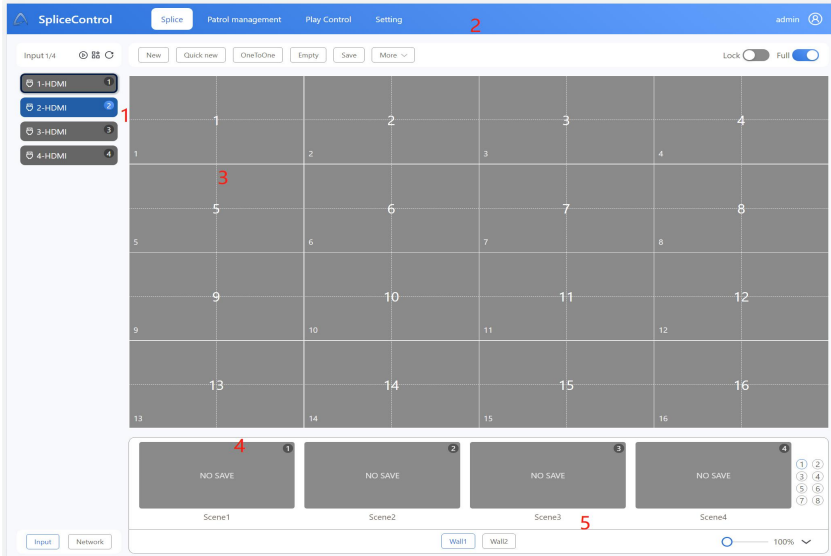 SpliceControl Splice Patrol management Play Control Setting 2 admin
Input 1/4 New Quick new OneToOne Empty Save More Lock Full
1-HDMI 1
2-HDMI 2
3-HDMI 3
4-HDMI 4
1
1 2 3 4
1 2 3 4
3
5 6 7 8
5 6 7 8
9 10 11 12
9 10 11 12
13 14 15 16
13 14 15 16
4
1 2 3 4
NO SAVE NO SAVE NO SAVE NO SAVE
1 2
3 4
5 6
7 8
Scene1 Scene2 Scene3 Scene4
5
Input Network Wall1 Wall2 100%